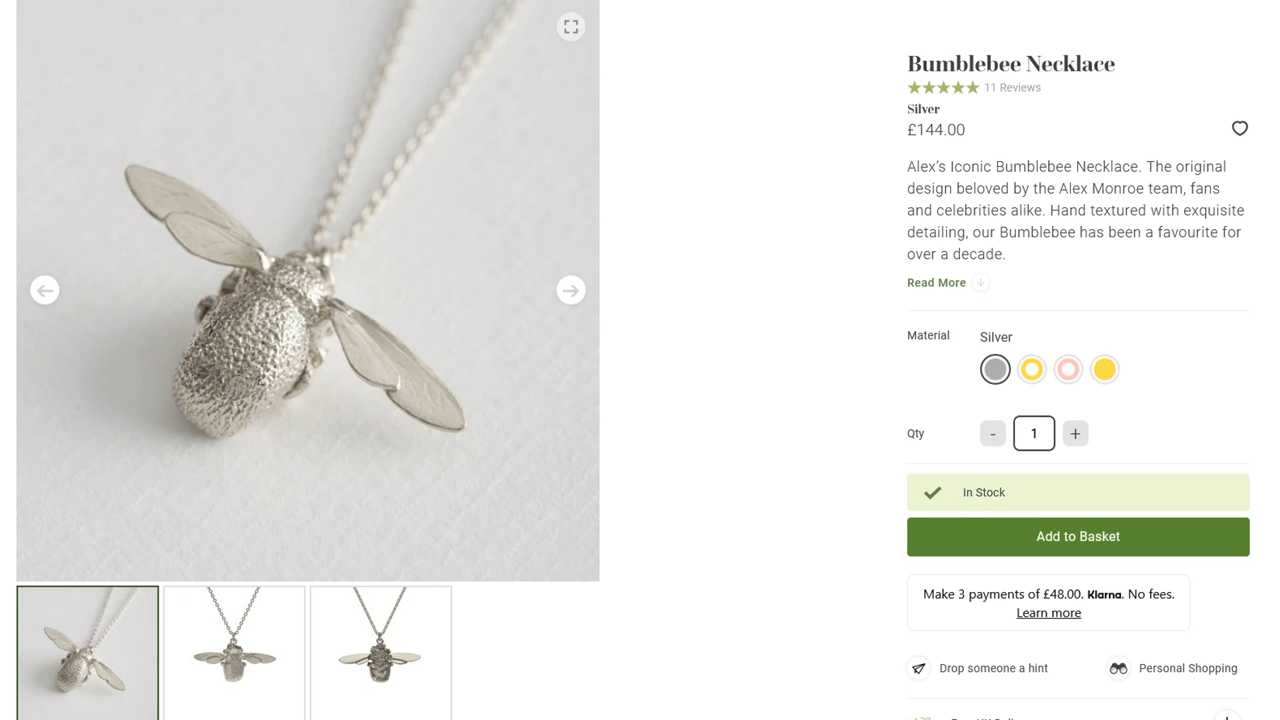 Bumblebee Necklace
11 Reviews
Silver
£144.00
Alex's Iconic Bumblebee Necklace. The original
design beloved by the Alex Monroe team, fans
and celebrities alike. Hand textured with exquisite
detailing, our Bumblebee has been a favourite for
over a decade.
Read More
Material Silver
Qty - 1 +
In Stock
Add to Basket
Make 3 payments of £48.00. Klarna. No fees.
Learn more
Drop someone a hint Personal Shopping